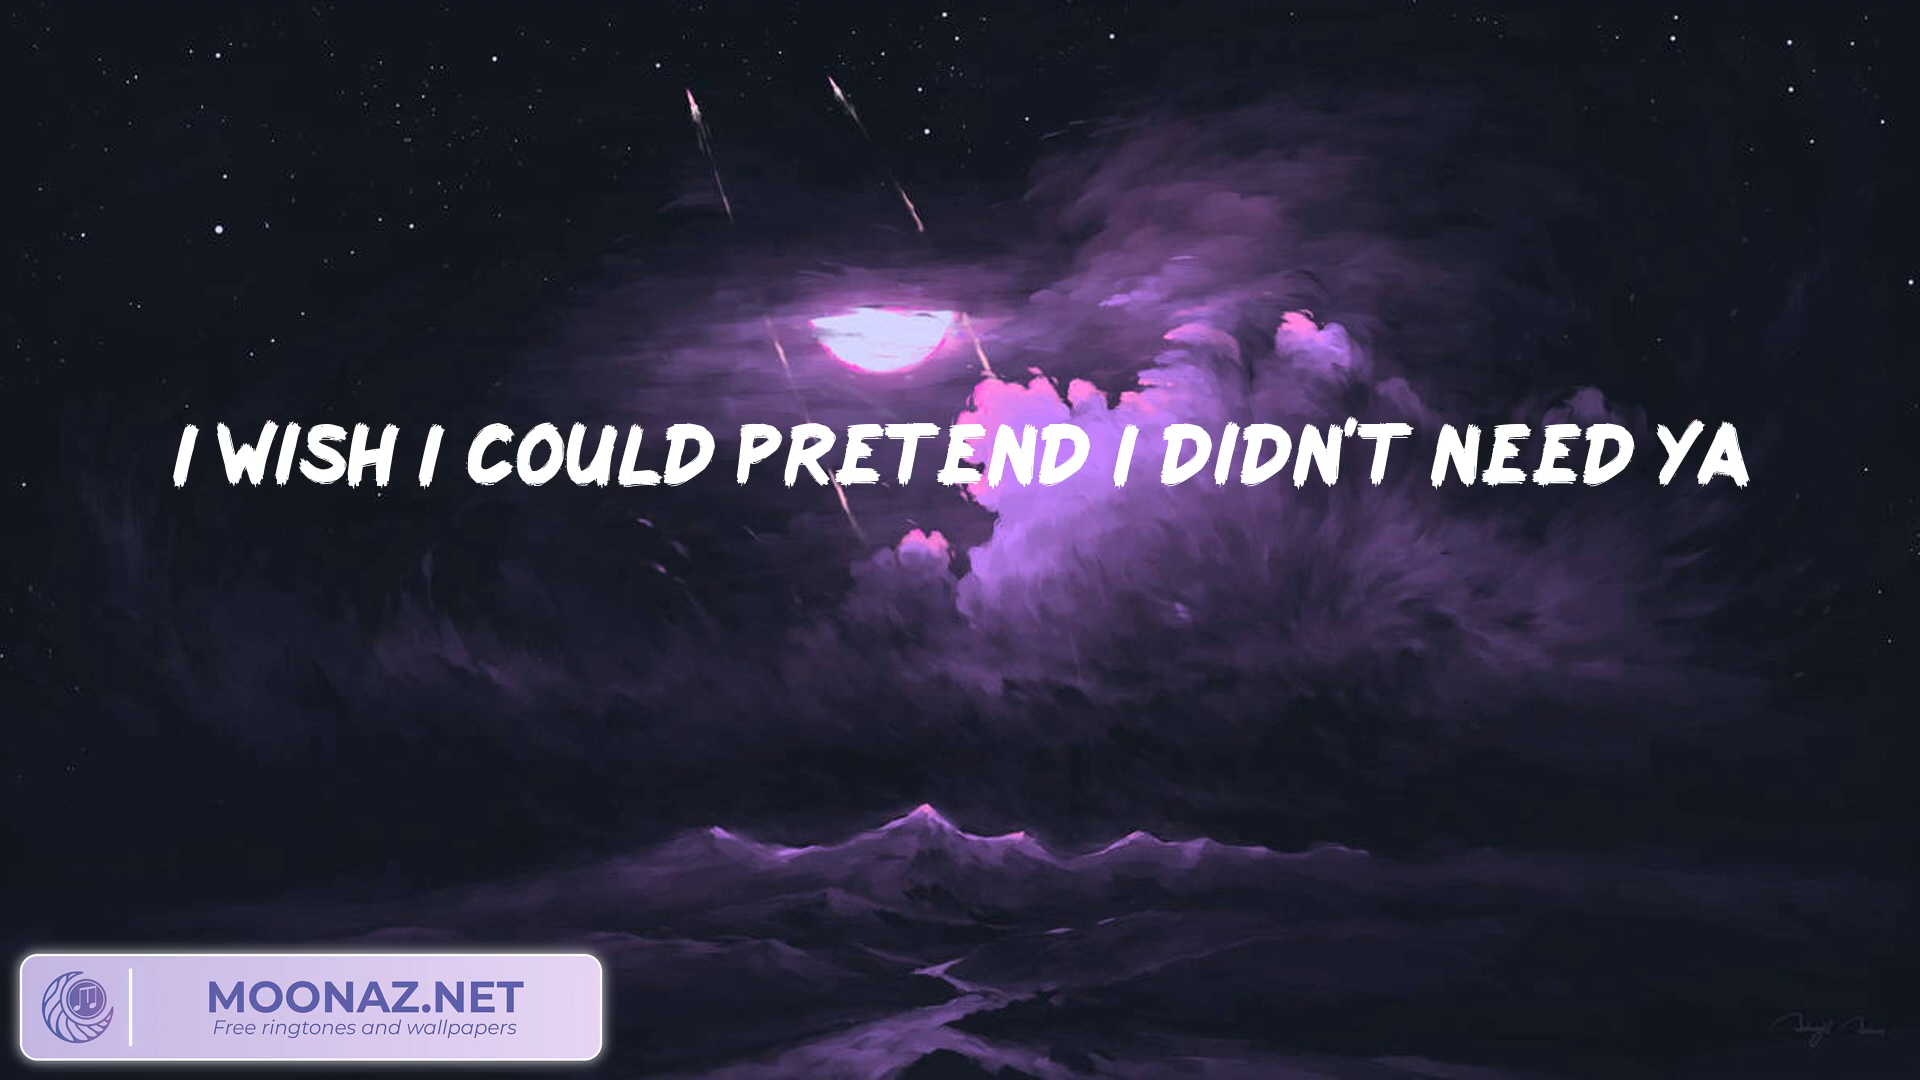 I WISH I COULD PRETEND I DIDN'T NEED YA
MOONAZ.NET
Free ringtones and wallpapers